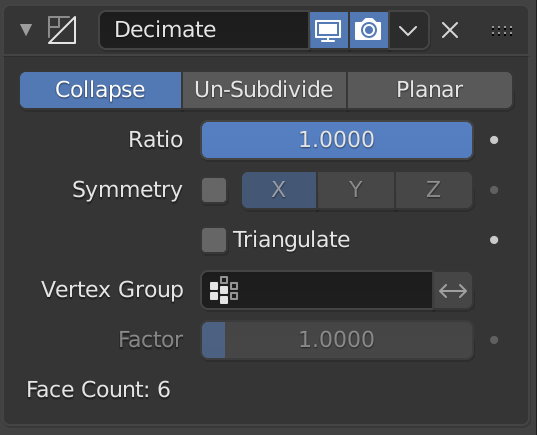 Decimate
Collapse Un-Subdivide Planar
Ratio 1.0000
Symmetry X Y Z
Triangulate
Vertex Group
Factor 1.0000
Face Count: 6